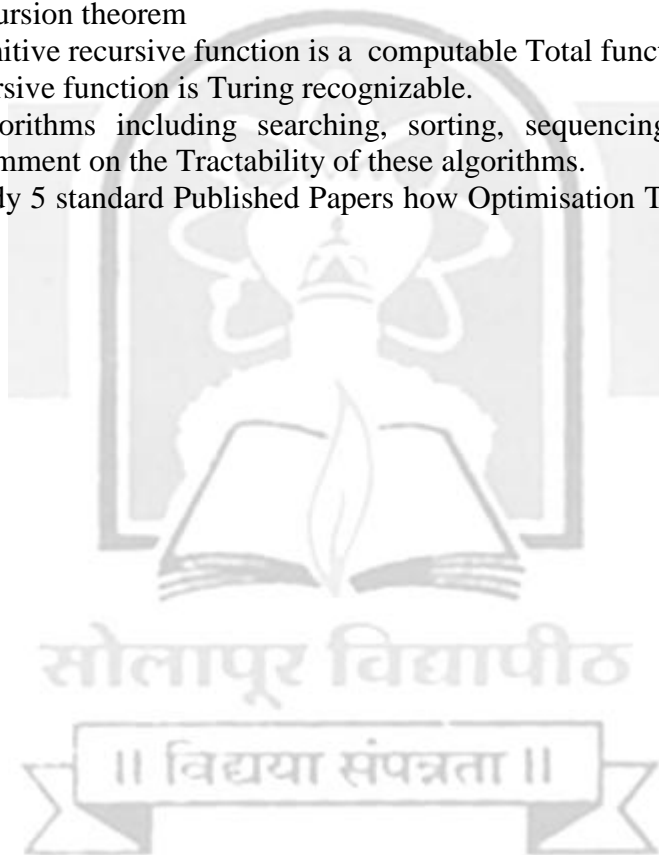 ursion theorem
nitive recursive function is a computable Total func
rsive function is Turing recognizable.
orithms including searching, sorting, sequencing
mment on the Tractability of these algorithms.
dy 5 standard Published Papers how Optimisation T
सोलापूर विद्यापीठ
॥ विद्यया संपन्नता ॥